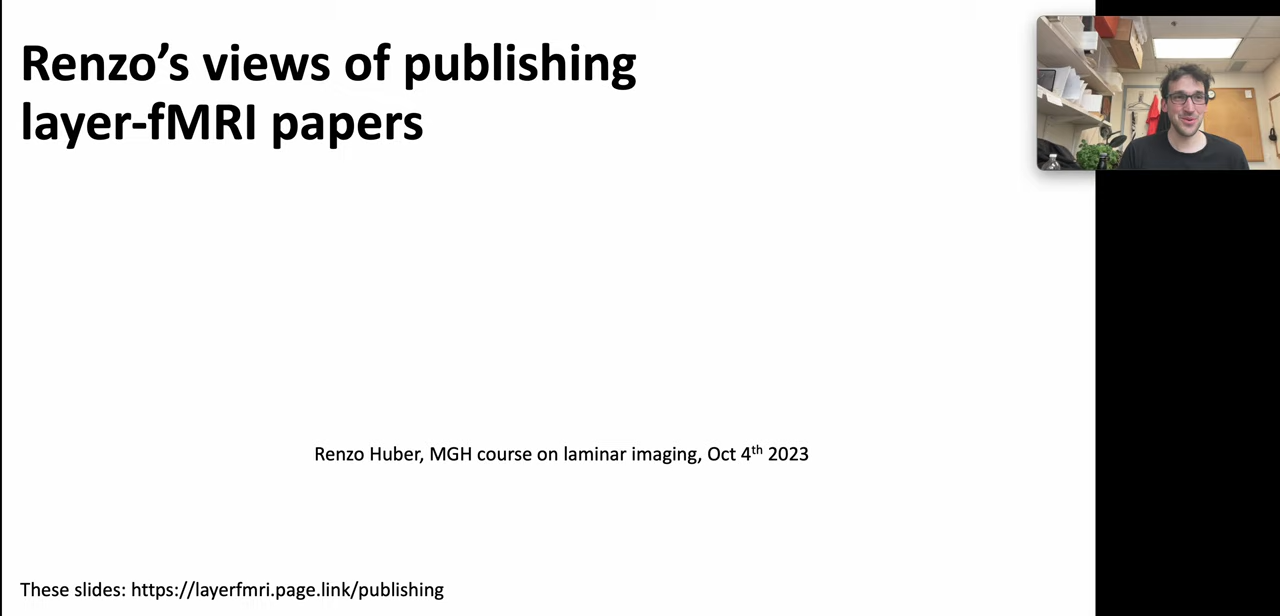 Renzo’s views of publishing
layer-fMRI papers
Renzo Huber, MGH course on laminar imaging, Oct 4th 2023
These slides: https://layerfmri.page.link/publishing